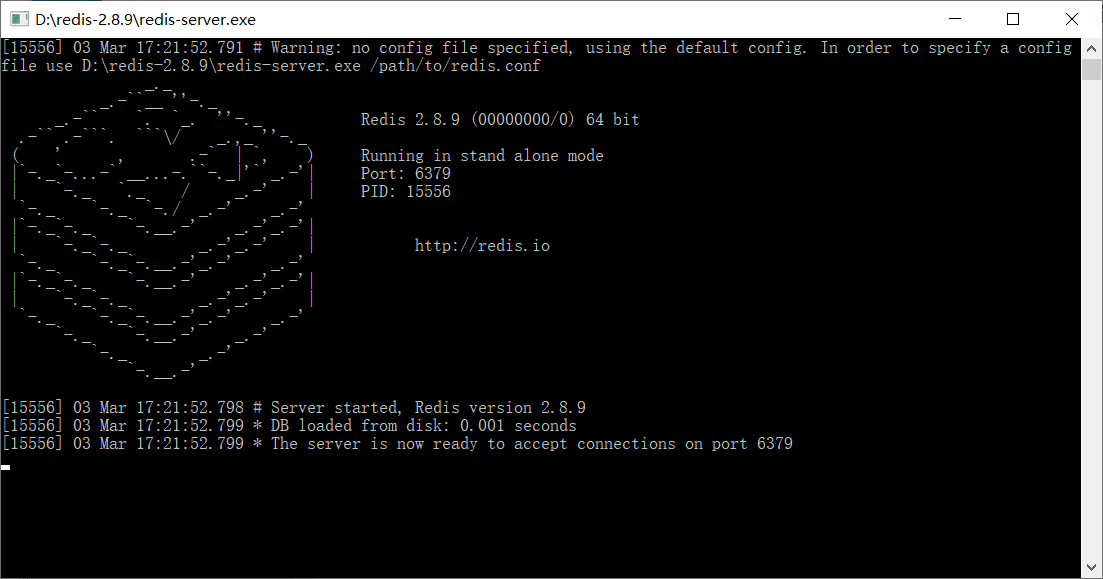 D:\redis-2.8.9\redis-server.exe
[15556] 03 Mar 17:21:52.791 # Warning: no config file specified, using the default config. In order to specify a config
file use D:\redis-2.8.9\redis-server.exe /path/to/redis.conf
Redis 2.8.9 (00000000/0) 64 bit
Running in stand alone mode
Port: 6379
PID: 15556
http://redis.io
[15556] 03 Mar 17:21:52.798 # Server started, Redis version 2.8.9
[15556] 03 Mar 17:21:52.799 * DB loaded from disk: 0.001 seconds
[15556] 03 Mar 17:21:52.799 * The server is now ready to accept connections on port 6379